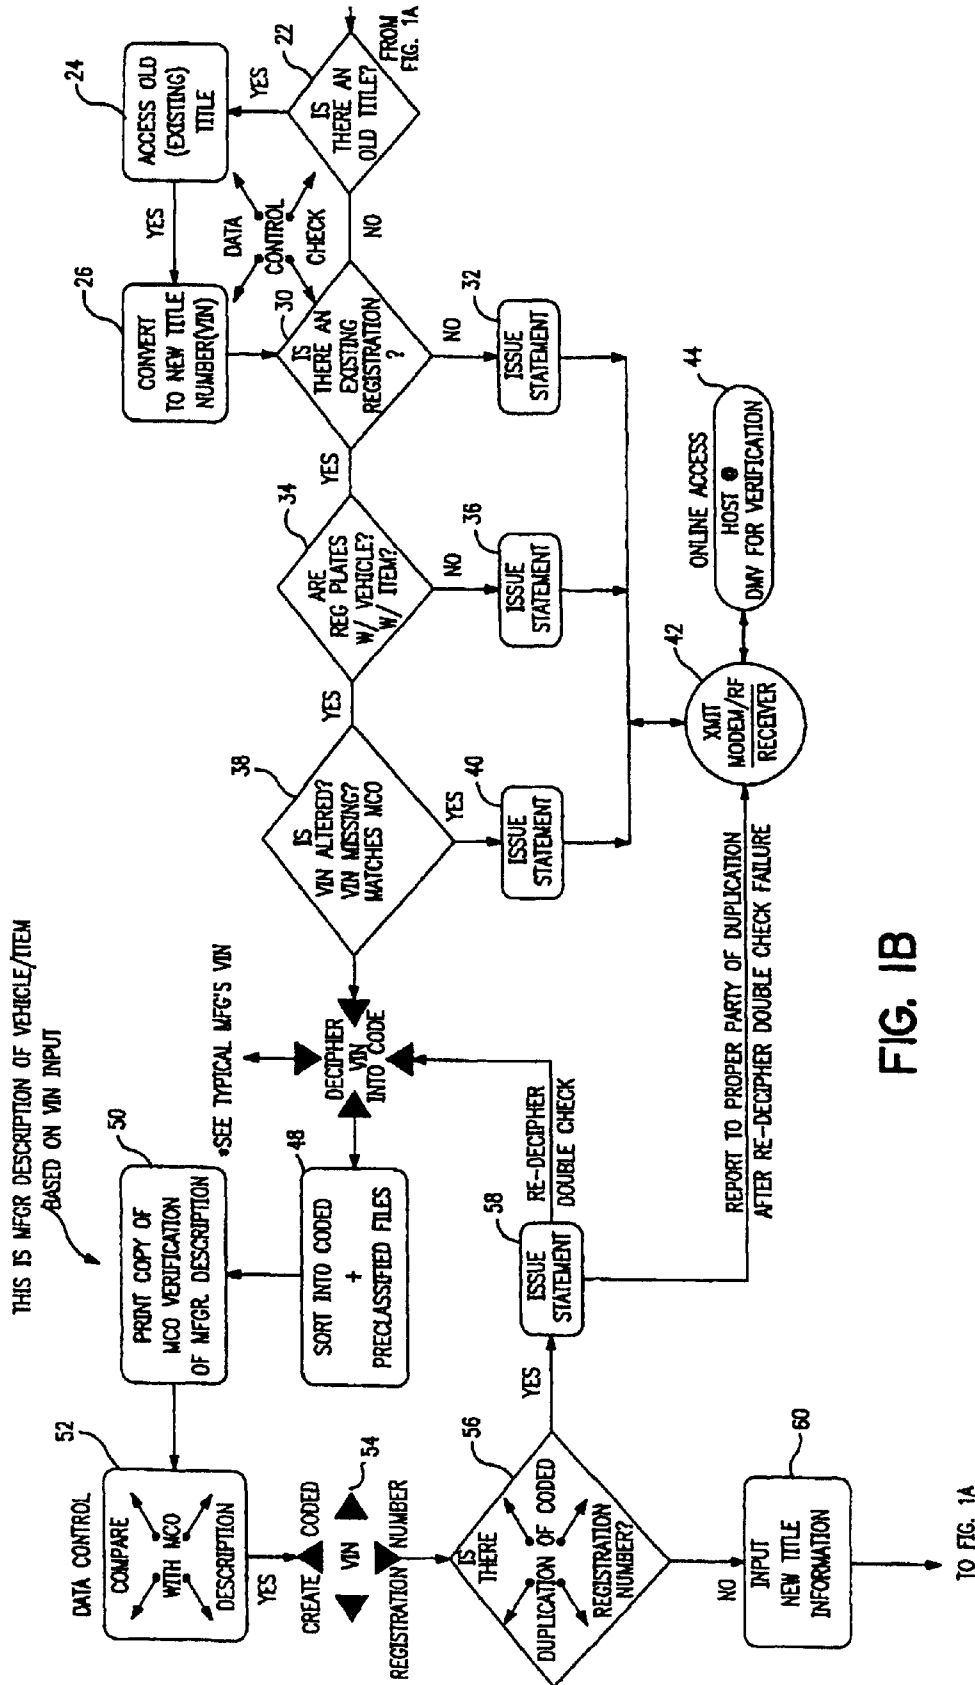 THIS IS MFGR DESCRIPTION OF VEHICLE/ITEM
BASED ON VIN INPUT
DATA CONTROL
52
COMPARE
WITH MCO
DESCRIPTION
YES
50
PRINT COPY OF
MCO VERIFICATION
OF MFGR. DESCRIPTION
*SEE TYPICAL MFG'S VIN
26
CONVERT
TO NEW TITLE
NUMBER(VIN)
YES
24
ACCESS OLD
(EXISTING)
TITLE
YES
DATA
CONTROL
CHECK
CREATE CODED
VIN
REGISTRATION NUMBER
54
48
SORT INTO CODED
+
PRECLASSIFIED FILES
DECIPHER
VIN
INTO CODE
38
IS
VIN ALTERED?
VIN MISSING?
MATCHES MCO
YES
34
ARE
REG PLATES
W/ VEHICLE?
W/ ITEM?
YES
30
IS
THERE AN
EXISTING
REGISTRATION
?
NO
22
IS
THERE AN
OLD TITLE?
FROM
FIG. 1A
YES
40
ISSUE
STATEMENT
NO
36
ISSUE
STATEMENT
NO
32
ISSUE
STATEMENT
56
IS
THERE
DUPLICATION OF CODED
REGISTRATION
NUMBER?
YES
58
ISSUE
STATEMENT
RE-DECIPHER
DOUBLE CHECK
42
XMIT
MODEM/RF
RECEIVER
ONLINE ACCESS
44
HOST @
DMV FOR VERIFICATION
REPORT TO PROPER PARTY OF DUPLICATION
AFTER RE-DECIPHER DOUBLE CHECK FAILURE
NO
60
INPUT
NEW TITLE
INFORMATION
TO FIG. 1A
FIG. 1B